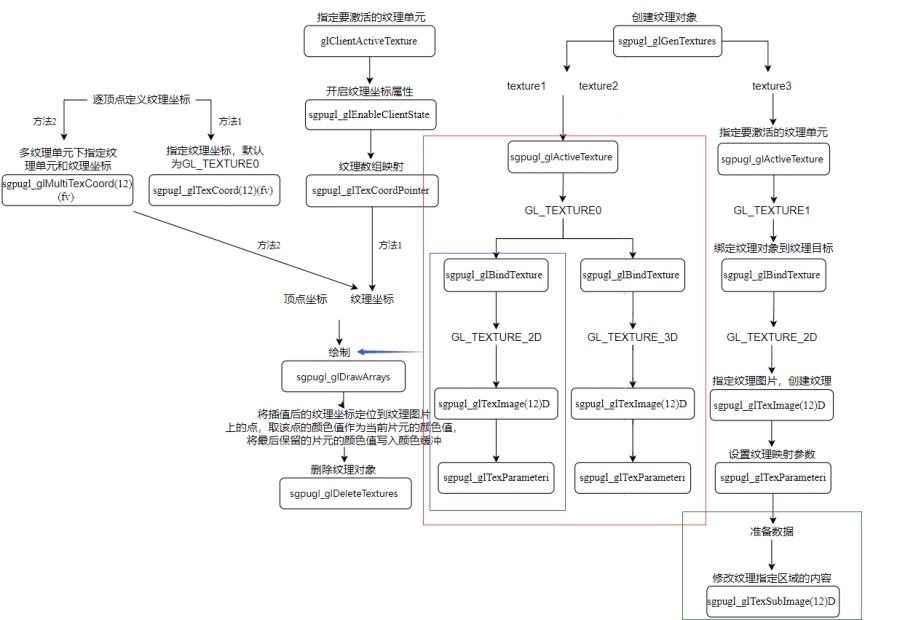 指定要激活的纹理单元
glClientActiveTexture
开启纹理坐标属性
sgpugl_glEnableClientState
纹理数组映射
sgpugl_glTexCoordPointer
逐顶点定义纹理坐标
方法2
方法1
多纹理单元下指定纹
理单元和纹理坐标
sgpugl_glMultiTexCoord(12)
(fv)
指定纹理坐标，默认
为GL_TEXTURE0
sgpugl_glTexCoord(12)(fv)
方法2
方法1
顶点坐标
纹理坐标
绘制
sgpugl_glDrawArrays
将插值后的纹理坐标定位到纹理图片
上的点，取该点的颜色值作为当前片元的颜色值，
将最后保留的片元的颜色值写入颜色缓冲
删除纹理对象
sgpugl_glDeleteTextures
创建纹理对象
sgpugl_glGenTextures
texture1
texture2
texture3
sgpugl_glActiveTexture
GL_TEXTURE0
sgpugl_glBindTexture
GL_TEXTURE_2D
sgpugl_glTexImage(12)D
sgpugl_glTexParameteri
sgpugl_glBindTexture
GL_TEXTURE_3D
sgpugl_glTexImage(12)D
sgpugl_glTexParameteri
指定要激活的纹理单元
sgpugl_glActiveTexture
GL_TEXTURE1
绑定纹理对象到纹理目标
sgpugl_glBindTexture
GL_TEXTURE_2D
指定纹理图片，创建纹理
sgpugl_glTexImage(12)D
设置纹理映射参数
sgpugl_glTexParameteri
准备数据
修改纹理指定区域的内容
sgpugl_glTexSubImage(12)D